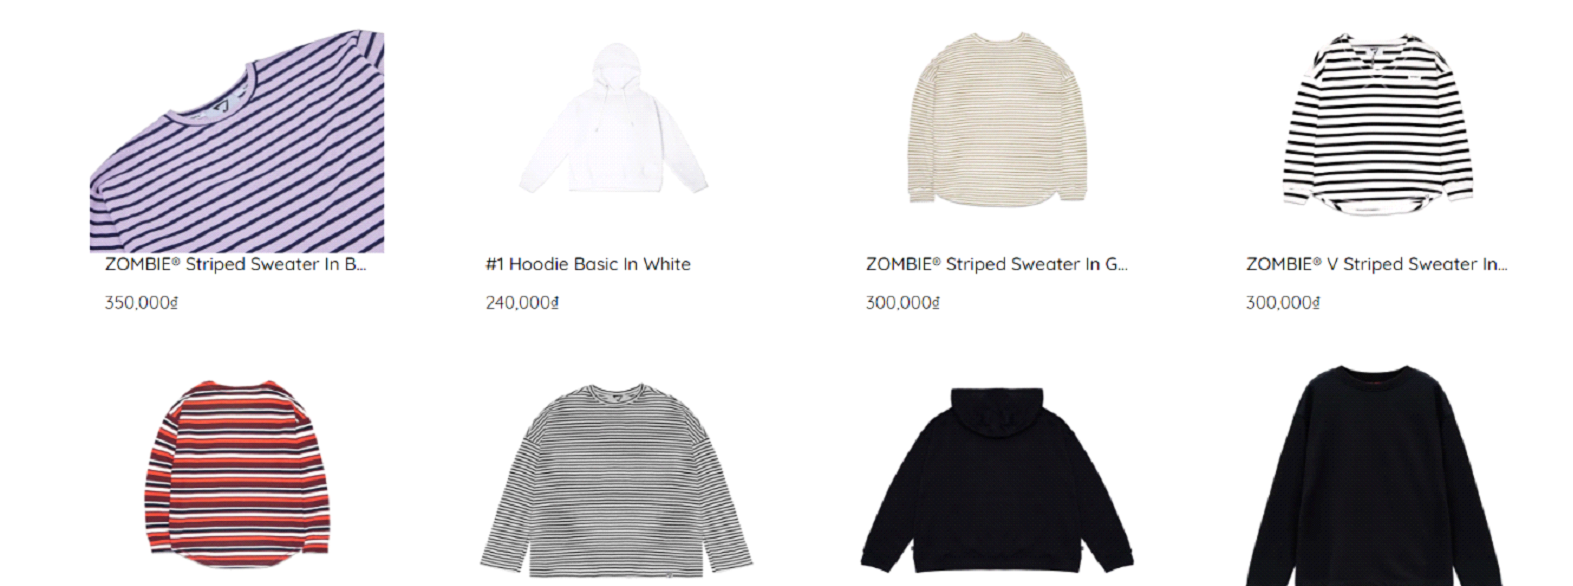 ZOMBIE® Striped Sweater In B...
#1 Hoodie Basic In White
ZOMBIE® Striped Sweater In G...
ZOMBIE® V Striped Sweater In...
350,000₫
240,000₫
300,000₫
300,000₫